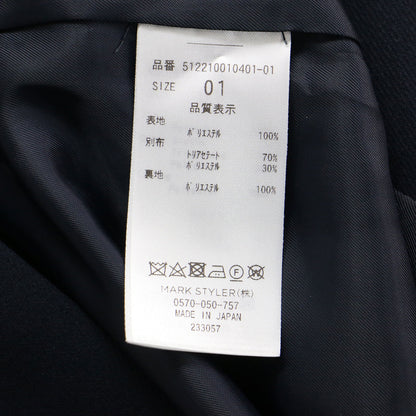 品番 512210010401-01
SIZE 01
品質表示
表地
ポリエステル 100%
別布
トリアセテート 70%
ポリエステル 30%
裏地
ポリエステル 100%
MARK STYLER(株)
0570-050-757
MADE IN JAPAN
233057